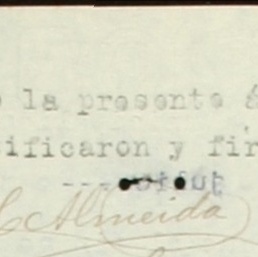 la presente á
ificaron y fir
Almeida